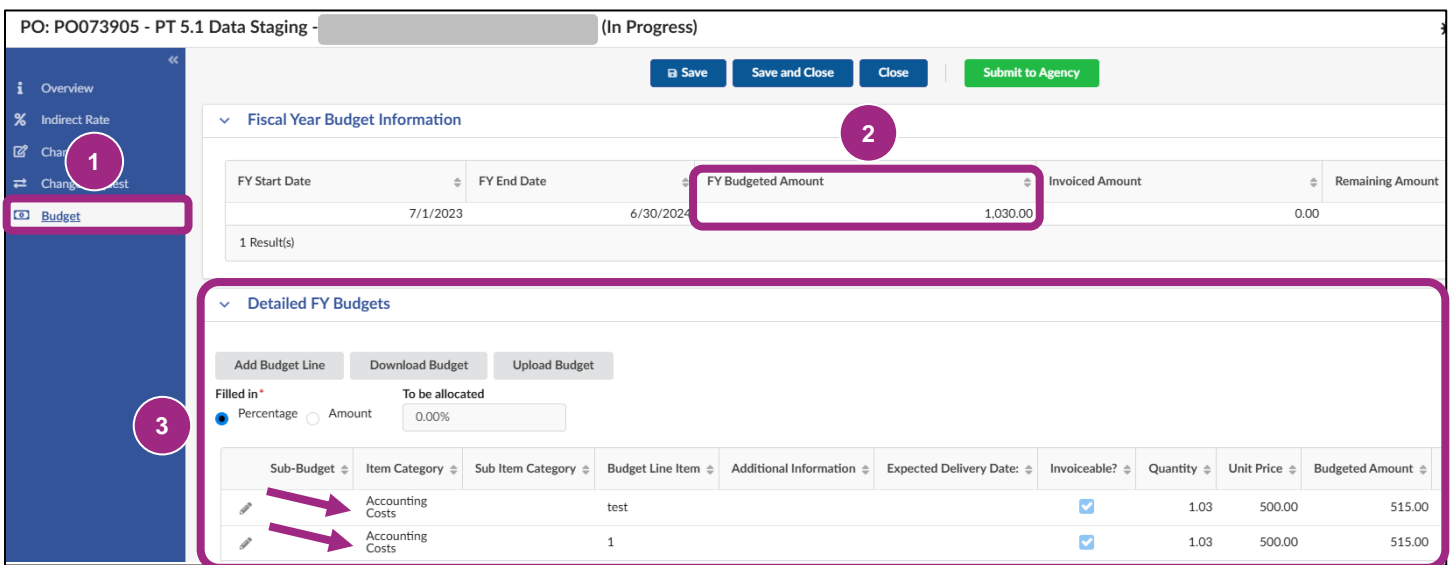 PO: PO073905 - PT 5.1 Data Staging - (In Progress)
Save Save and Close Close Submit to Agency
Overview
Indirect Rate
1
Budget
Fiscal Year Budget Information
2
FY Start Date FY End Date FY Budgeted Amount Invoiced Amount Remaining Amount
7/1/2023 6/30/2024 1,030.00 0.00
1 Result(s)
Detailed FY Budgets
Add Budget Line Download Budget Upload Budget
Filled in* To be allocated
Percentage Amount 0.00%
3
Sub-Budget Item Category Sub Item Category Budget Line Item Additional Information Expected Delivery Date: Invoiceable? Quantity Unit Price Budgeted Amount
Accounting Costs test 1.03 500.00 515.00
Accounting Costs 1 1.03 500.00 515.00